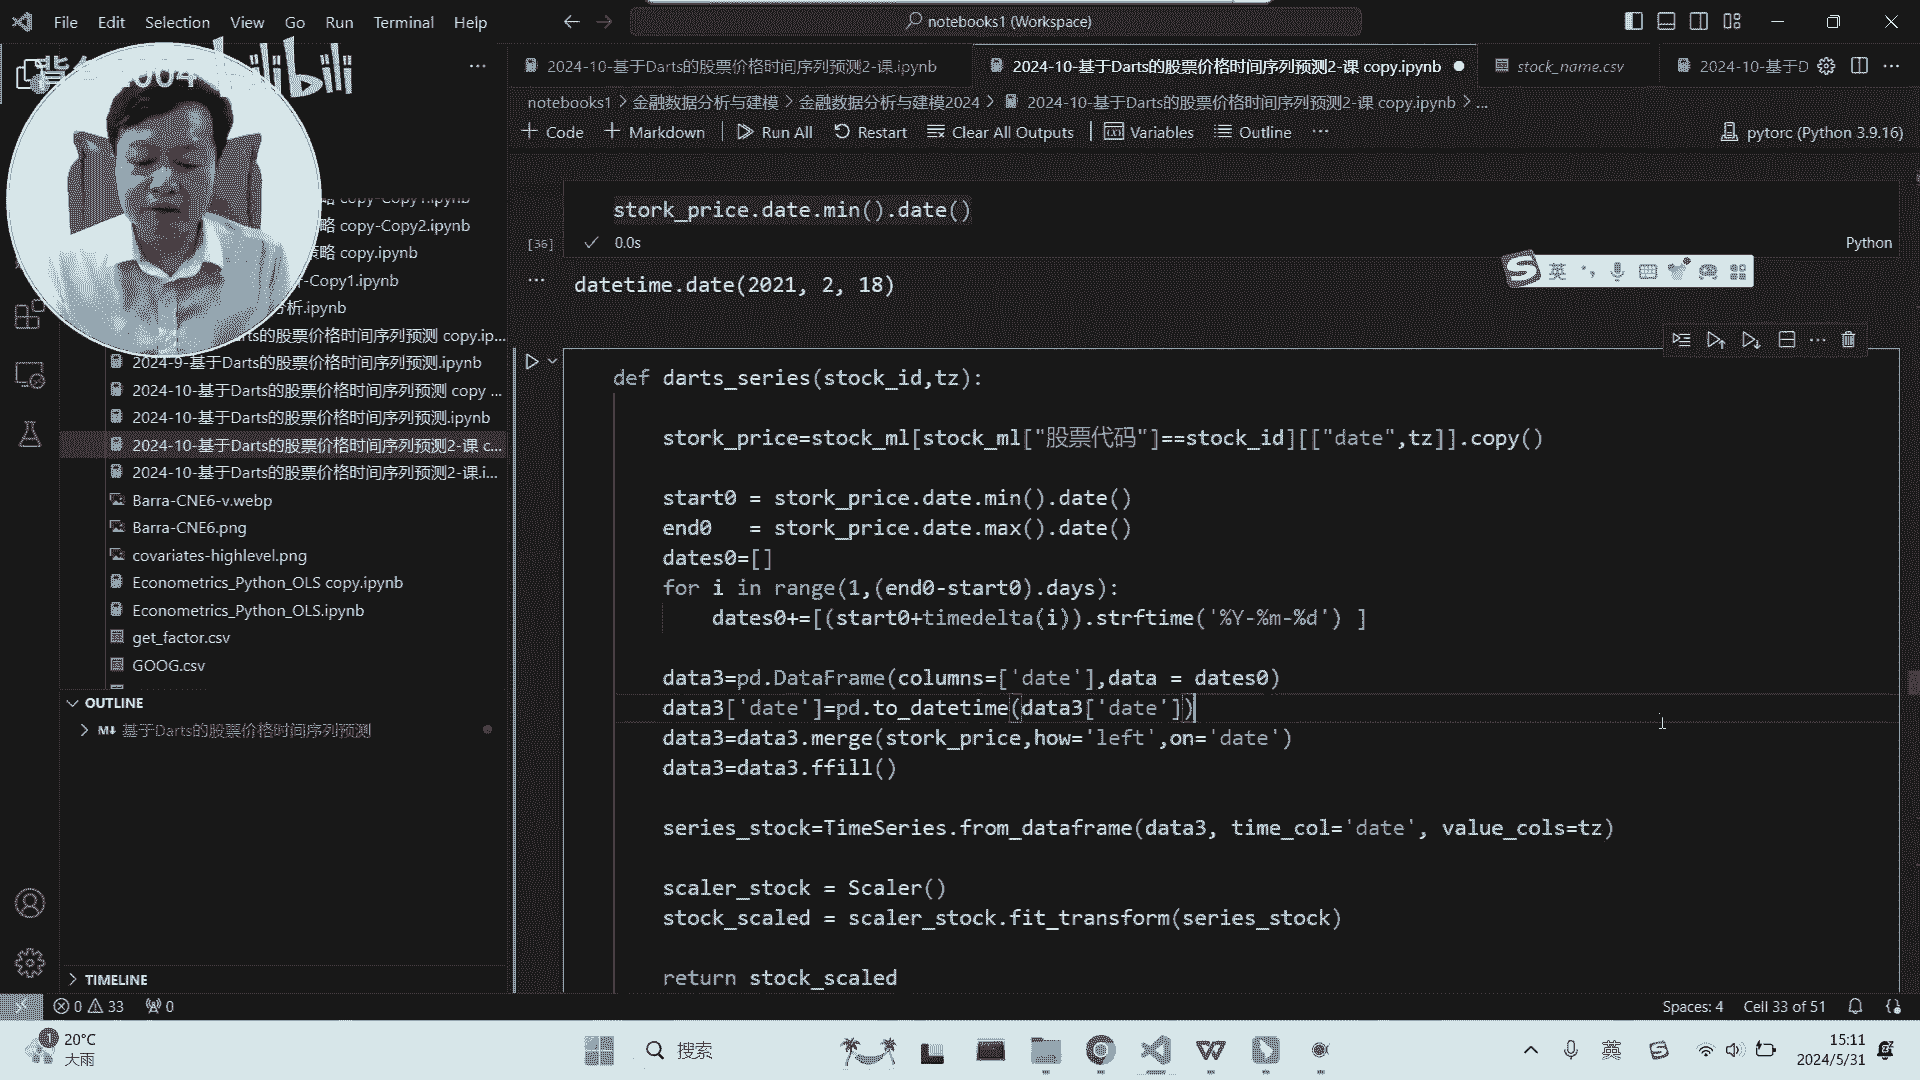 File Edit Selection View Go Run Terminal Help
notebooks1 (Workspace)
bilibili
2024-10-基于Darts的股票价格时间序列预测2-课.ipynb
2024-10-基于Darts的股票价格时间序列预测2-课 copy.ipynb
stock_name.csv
2024-10-基于D
notebooks1 > 金融数据分析与建模 > 金融数据分析与建模2024 > 2024-10-基于Darts的股票价格时间序列预测2-课 copy.ipynb > ...
+ Code + Markdown Run All Restart Clear All Outputs Variables Outline ...
pytorc (Python 3.9.16)
copy-Copy1.ipynb
略 copy-Copy2.ipynb
策略 copy.ipynb
-Copy1.ipynb
析.ipynb
arts的股票价格时间序列预测 copy.ip...
2024-9-基于Darts的股票价格时间序列预测.ipynb
2024-10-基于Darts的股票价格时间序列预测 copy ...
2024-10-基于Darts的股票价格时间序列预测.ipynb
2024-10-基于Darts的股票价格时间序列预测2-课 c...
2024-10-基于Darts的股票价格时间序列预测2-课.i...
Barra-CNE6-v.webp
Barra-CNE6.png
covariates-highlevel.png
Econometrics_Python_OLS copy.ipynb
Econometrics_Python_OLS.ipynb
get_factor.csv
GOOG.csv
OUTLINE
M↓ 基于Darts的股票价格时间序列预测
TIMELINE
stork_price.date.min().date()
[36] 0.0s
Python
英
datetime.date(2021, 2, 18)
def darts_series(stock_id,tz):
stork_price=stock_ml[stock_ml["股票代码"]==stock_id][["date",tz]].copy()
start0 = stork_price.date.min().date()
end0 = stork_price.date.max().date()
dates0=[]
for i in range(1,(end0-start0).days):
dates0+=[(start0+timedelta(i)).strftime('%Y-%m-%d') ]
data3=pd.DataFrame(columns=['date'],data = dates0)
data3['date']=pd.to_datetime(data3['date'])
data3=data3.merge(stork_price,how='left',on='date')
data3=data3.ffill()
series_stock=TimeSeries.from_dataframe(data3, time_col='date', value_cols=tz)
scaler_stock = Scaler()
stock_scaled = scaler_stock.fit_transform(series_stock)
return stock_scaled
0 33 0
Spaces: 4 Cell 33 of 51
20°C
大雨
搜索
英
15:11
2024/5/31